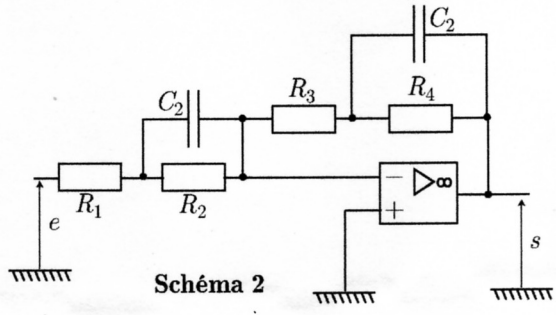 C₂
C₂
R₃
R₄
R₁
R₂
−
▷∞
+
e
s
Schéma 2